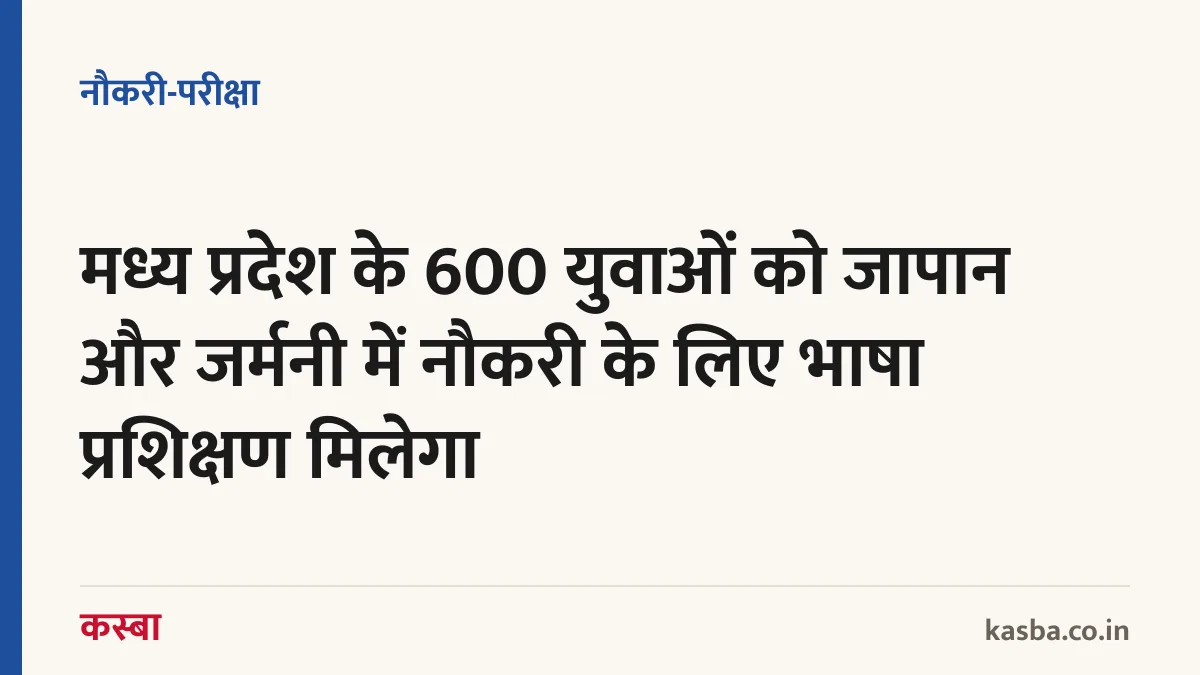 नौकरी-परीक्षा
मध्य प्रदेश के 600 युवाओं को जापान
और जर्मनी में नौकरी के लिए भाषा
प्रशिक्षण मिलेगा
कस्बा
kasba.co.in